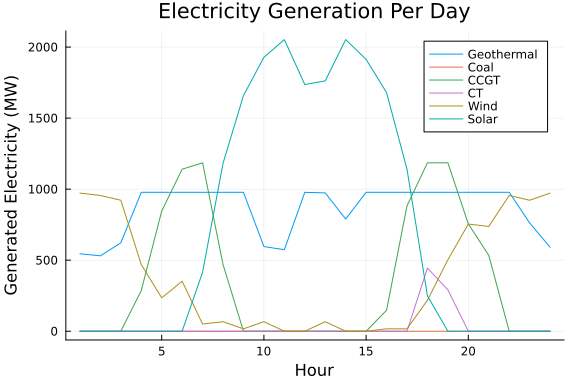 Electricity Generation Per Day
Generated Electricity (MW)
2000
1500
1000
500
0
5
10
15
20
Hour
Geothermal
Coal
CCGT
CT
Wind
Solar